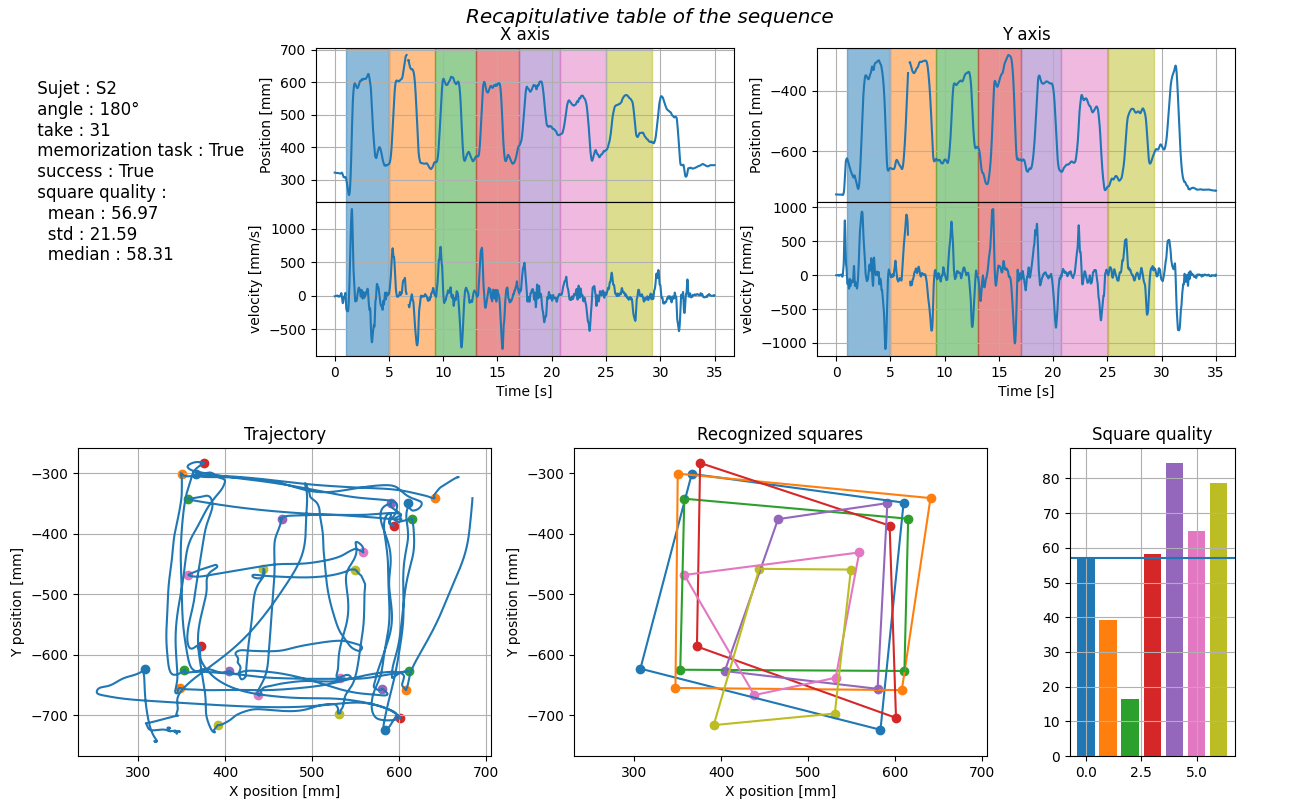 Recapitulative table of the sequence
X axis
Y axis
Sujet : S2
angle : 180°
take : 31
memorization task : True
success : True
square quality :
mean : 56.97
std : 21.59
median : 58.31
Position [mm]
700
600
500
400
300
velocity [mm/s]
1000
500
0
−500
0 5 10 15 20 25 30 35
Time [s]
Position [mm]
−400
−600
velocity [mm/s]
1000
500
0
−500
−1000
0 5 10 15 20 25 30 35
Time [s]
Trajectory
Y position [mm]
−300
−400
−500
−600
−700
300 400 500 600 700
X position [mm]
Recognized squares
Y position [mm]
−300
−400
−500
−600
−700
300 400 500 600 700
X position [mm]
Square quality
80
70
60
50
40
30
20
10
0
0.0 2.5 5.0